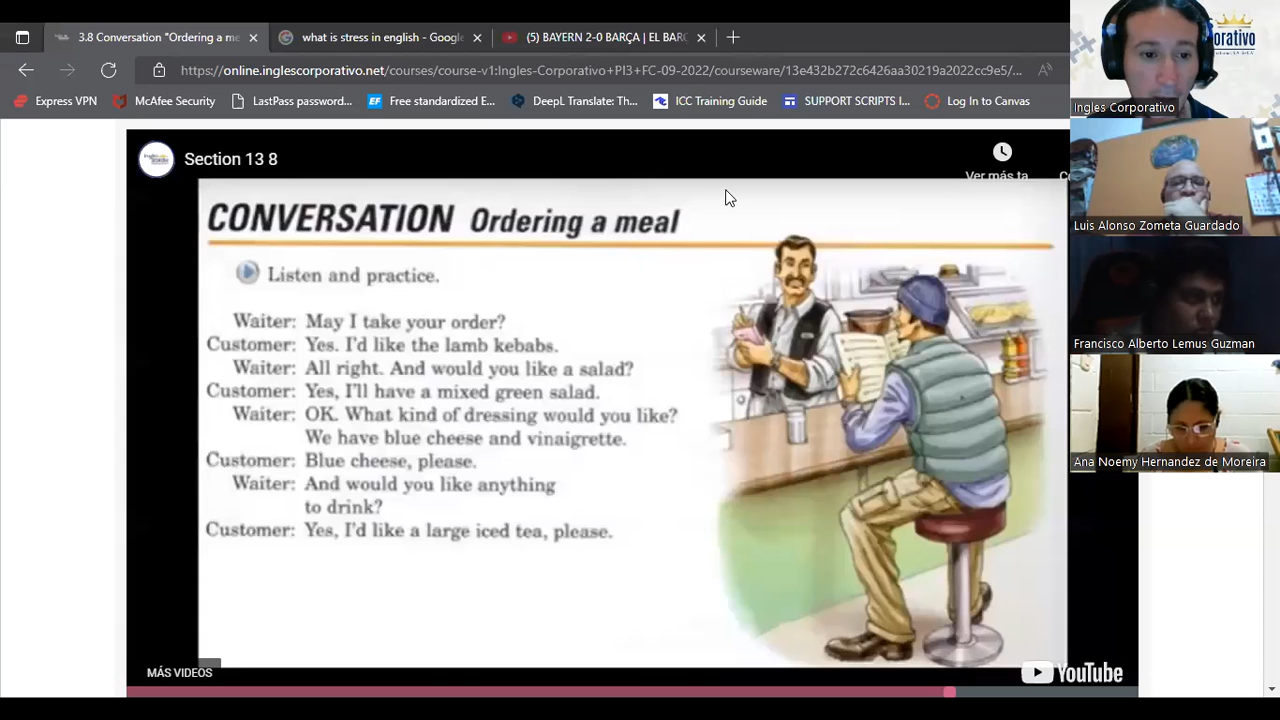 3.8 Conversation "Ordering a me
what is stress in english - Google
(5) BAYERN 2-0 BARÇA | EL BARÇ
https://online.inglescorporativo.net/courses/course-v1:Ingles-Corporativo+PI3+FC-09-2022/courseware/13e432b272c6426aa30219a2022cc9e5/...
Express VPN
McAfee Security
LastPass password...
EF
Free standardized E...
DeepL Translate: Th...
ICC Training Guide
SUPPORT SCRIPTS I...
Log In to Canvas
Section 13 8
Ver más ta
CONVERSATION Ordering a meal
Listen and practice.
Waiter: May I take your order?
Customer: Yes. I'd like the lamb kebabs.
Waiter: All right. And would you like a salad?
Customer: Yes, I'll have a mixed green salad.
Waiter: OK. What kind of dressing would you like?
We have blue cheese and vinaigrette.
Customer: Blue cheese, please.
Waiter: And would you like anything
to drink?
Customer: Yes, I'd like a large iced tea, please.
MÁS VIDEOS
YouTube
orativo
Ingles Corporativo
Luis Alonso Zometa Guardado
Francisco Alberto Lemus Guzman
Ana Noemy Hernandez de Moreira